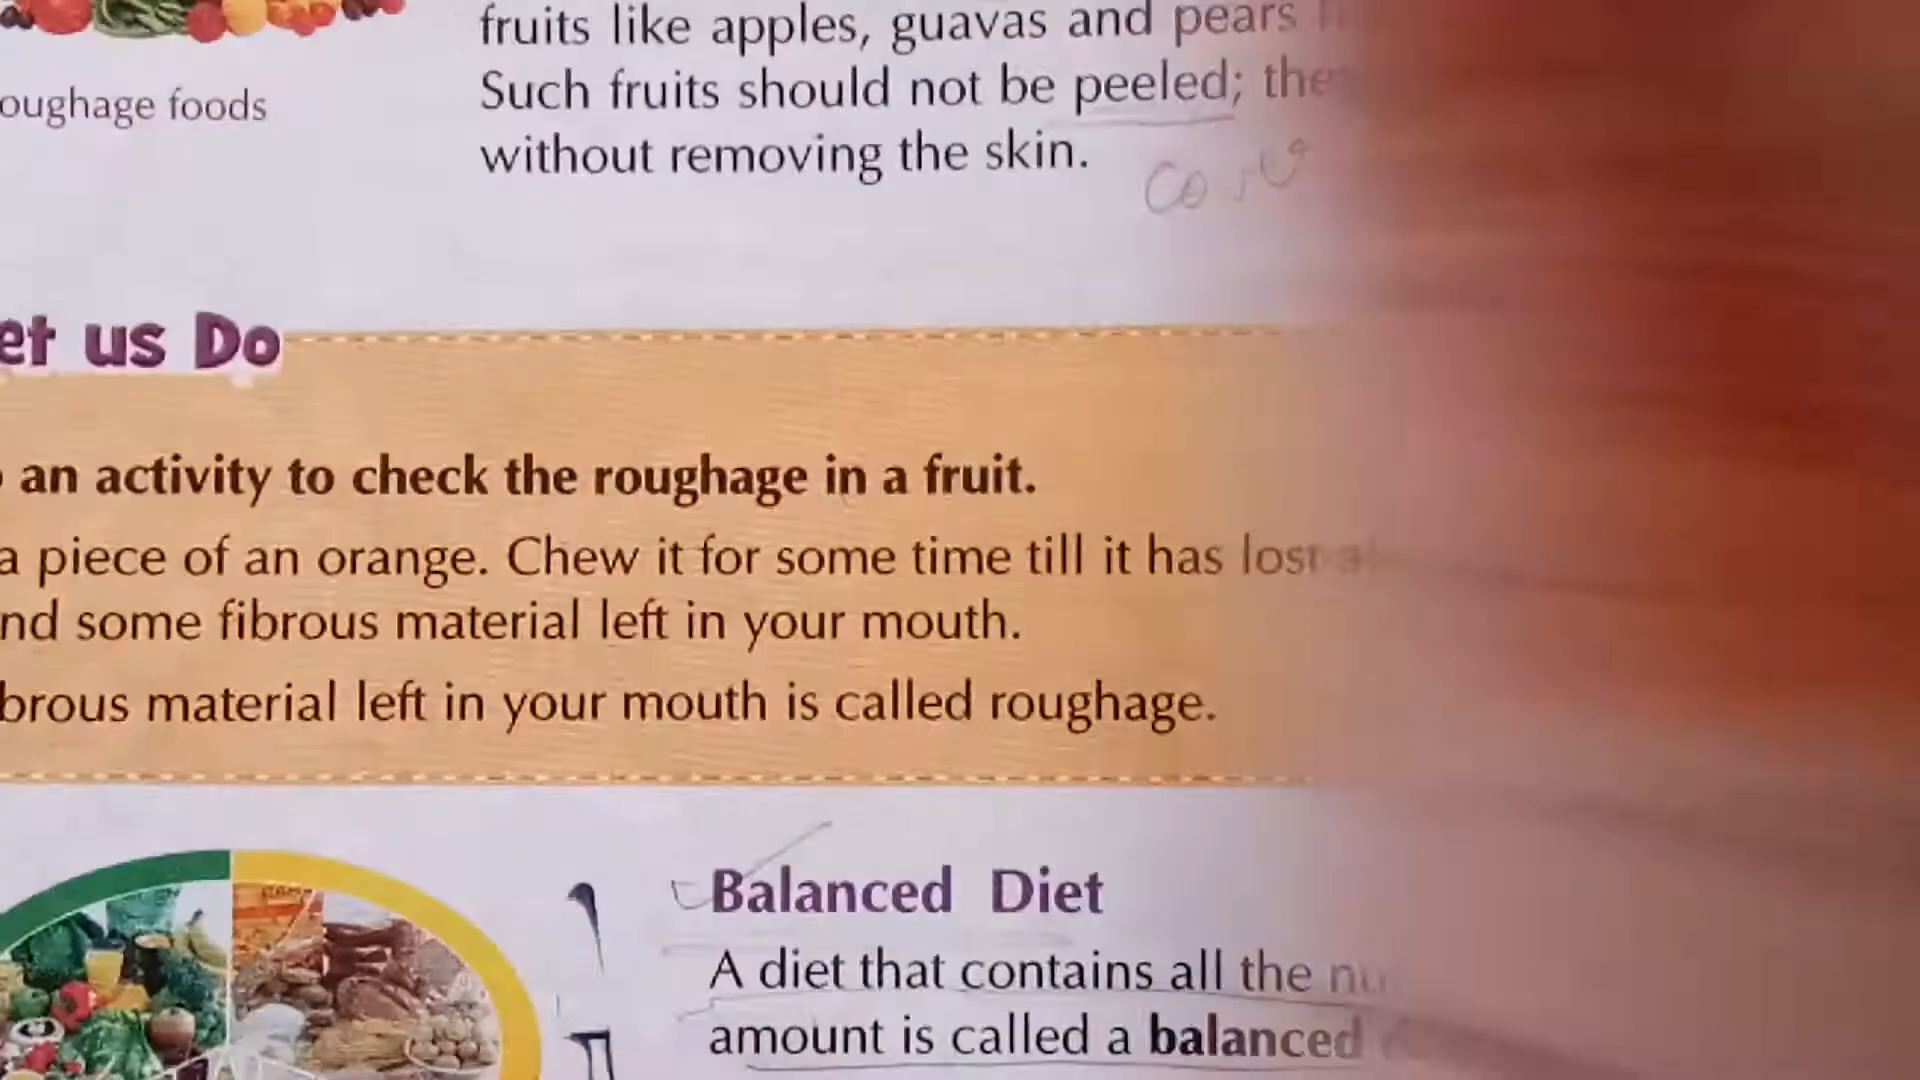 fruits like apples, guavas and pears
oughage foods
Such fruits should not be peeled; the
without removing the skin.
et us Do
an activity to check the roughage in a fruit.
a piece of an orange. Chew it for some time till it has lost
nd some fibrous material left in your mouth.
brous material left in your mouth is called roughage.
Balanced Diet
A diet that contains all the nu
amount is called a balanced